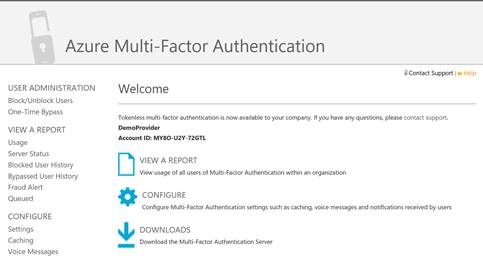 Azure Multi-Factor Authentication
Contact Support | Help
USER ADMINISTRATION
Block/Unblock Users
One-Time Bypass
VIEW A REPORT
Usage
Server Status
Blocked User History
Bypassed User History
Fraud Alert
Queued
CONFIGURE
Settings
Caching
Voice Messages
Welcome
Tokenless multi-factor authentication is now available to your company. If you have any questions, please contact support.
DemoProvider
Account ID: MY8O-U2Y-72GTL
VIEW A REPORT
View usage of all users of Multi-Factor Authentication within an organization
CONFIGURE
Configure Multi-Factor Authentication settings such as caching, voice messages and notifications received by users
DOWNLOADS
Download the Multi-Factor Authentication Server